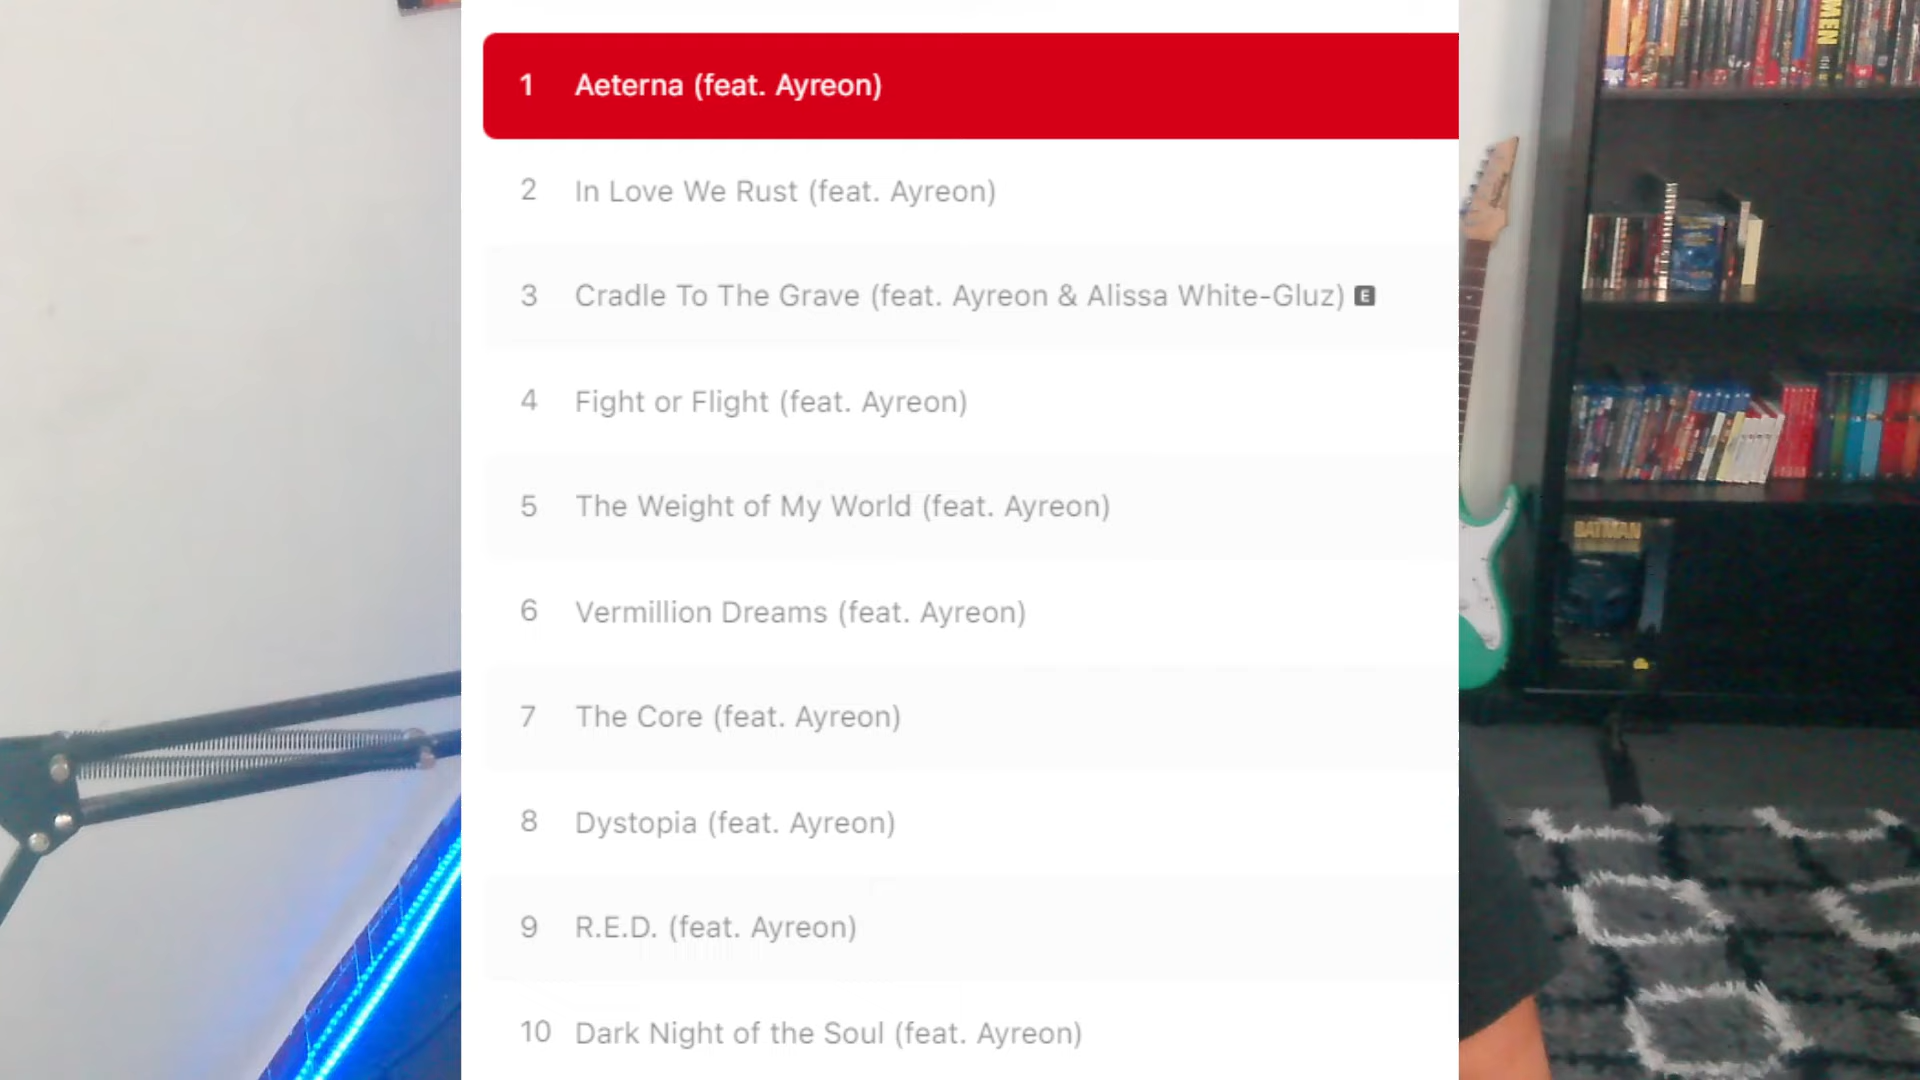 1 Aeterna (feat. Ayreon)
2 In Love We Rust (feat. Ayreon)
3 Cradle To The Grave (feat. Ayreon & Alissa White-Gluz) E
4 Fight or Flight (feat. Ayreon)
5 The Weight of My World (feat. Ayreon)
6 Vermillion Dreams (feat. Ayreon)
7 The Core (feat. Ayreon)
8 Dystopia (feat. Ayreon)
9 R.E.D. (feat. Ayreon)
10 Dark Night of the Soul (feat. Ayreon)
MEN
BATMAN